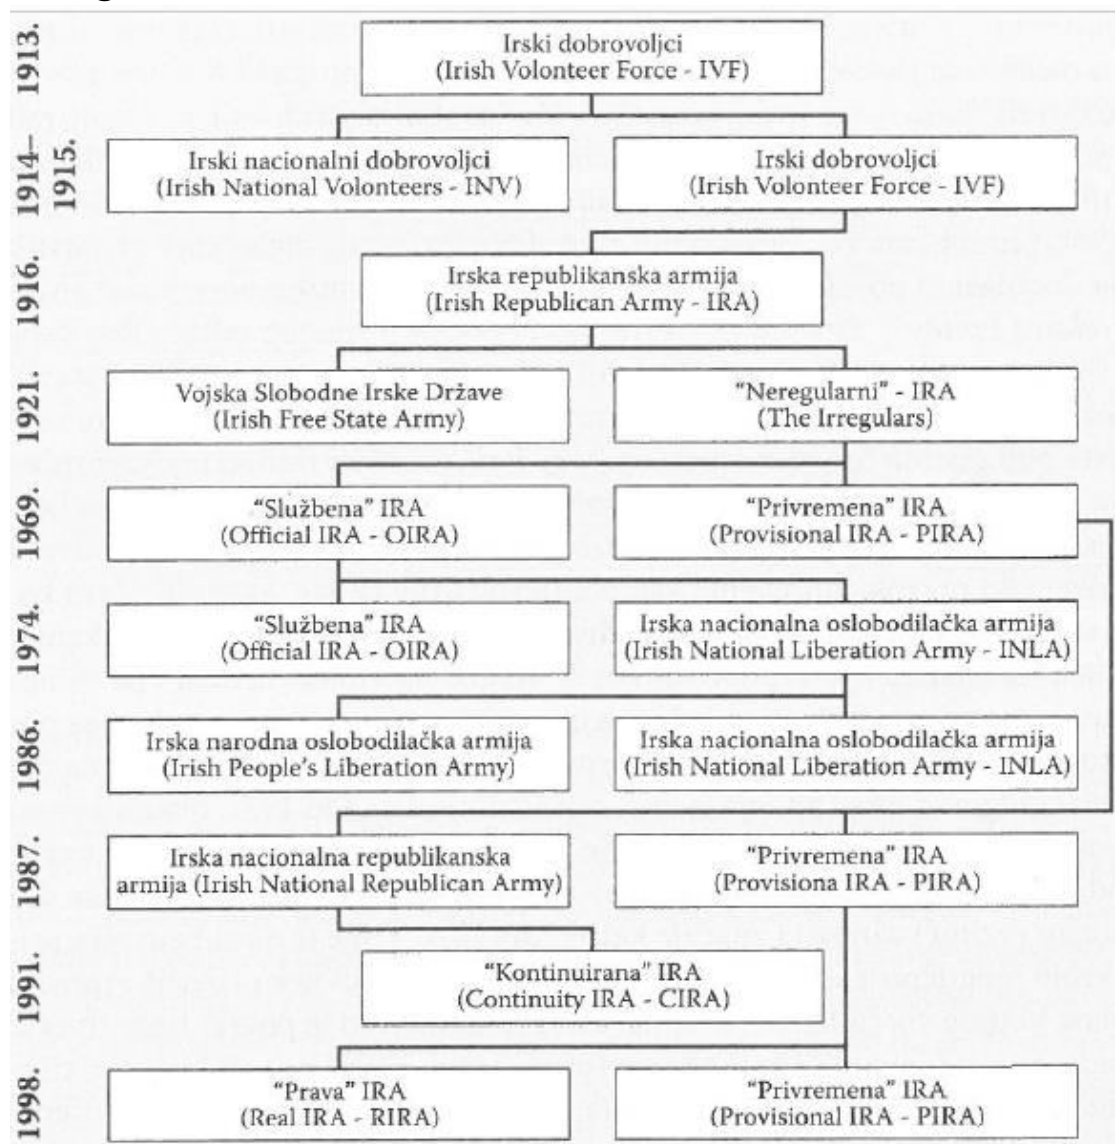 1913.
Irski dobrovoljci
(Irish Volunteer Force - IVF)
1914–
1915.
Irski nacionalni dobrovoljci
(Irish National Volunteers - INV)
Irski dobrovoljci
(Irish Volunteer Force - IVF)
1916.
Irska republikanska armija
(Irish Republican Army - IRA)
1921.
Vojska Slobodne Irske Države
(Irish Free State Army)
"Neregularni" - IRA
(The Irregulars)
1969.
"Službena" IRA
(Official IRA - OIRA)
"Privremena" IRA
(Provisional IRA - PIRA)
1974.
"Službena" IRA
(Official IRA - OIRA)
Irska nacionalna oslobodilačka armija
(Irish National Liberation Army - INLA)
1986.
Irska narodna oslobodilačka armija
(Irish People's Liberation Army)
Irska nacionalna oslobodilačka armija
(Irish National Liberation Army - INLA)
1987.
Irska nacionalna republikanska
armija (Irish National Republican Army)
"Privremena" IRA
(Provisiona IRA - PIRA)
1991.
"Kontinuirana" IRA
(Continuity IRA - CIRA)
1998.
"Prava" IRA
(Real IRA - RIRA)
"Privremena" IRA
(Provisional IRA - PIRA)